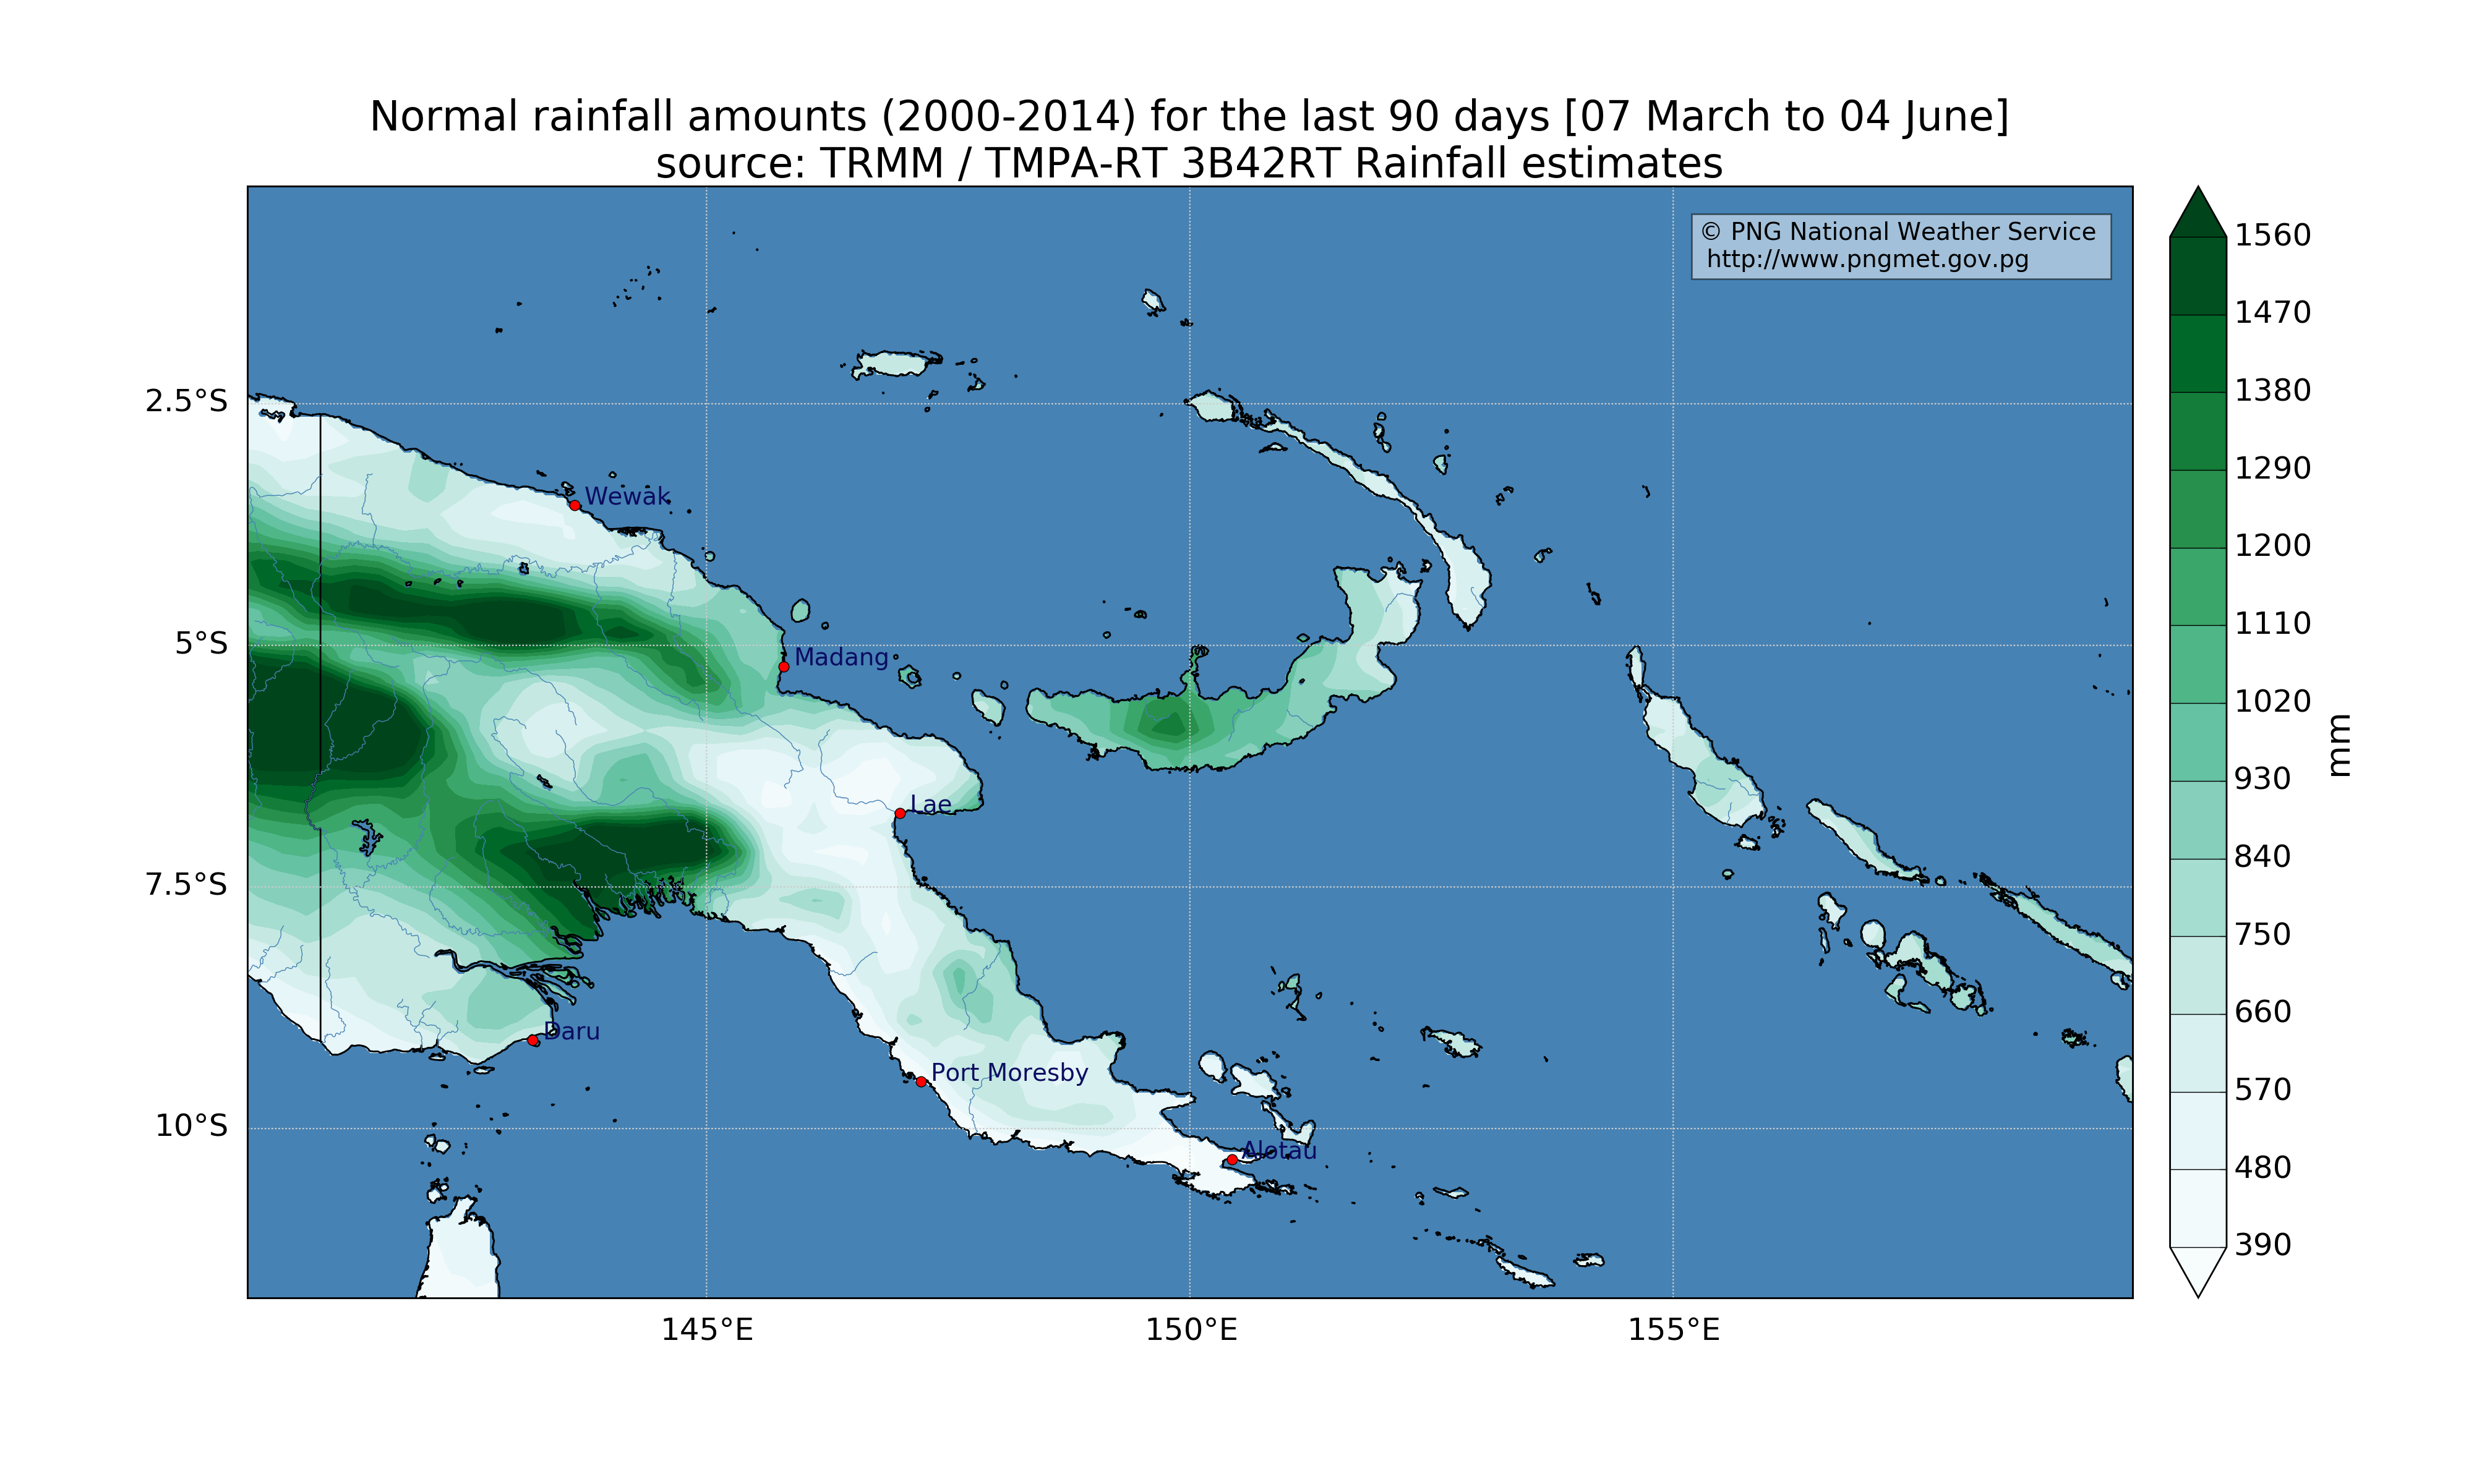 Normal rainfall amounts (2000-2014) for the last 90 days [07 March to 04 June]
source: TRMM / TMPA-RT 3B42RT Rainfall estimates
© PNG National Weather Service
http://www.pngmet.gov.pg
2.5°S
5°S
7.5°S
10°S
145°E
150°E
155°E
Wewak
Madang
Lae
Daru
Port Moresby
Alotau
1560
1470
1380
1290
1200
1110
1020
930
840
750
660
570
480
390
mm